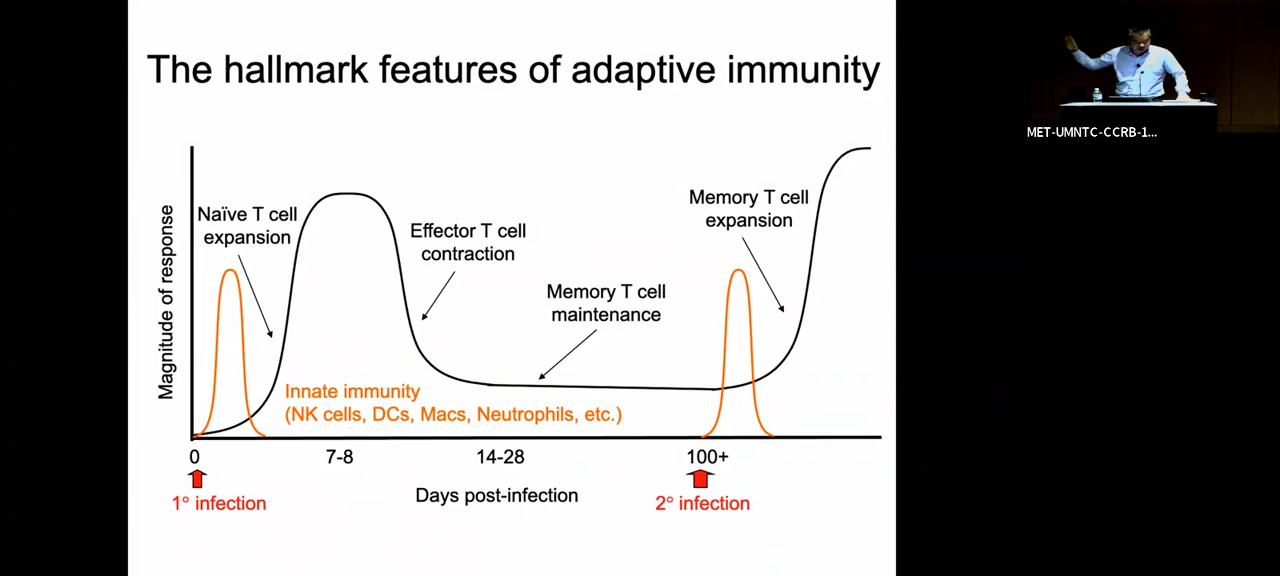 The hallmark features of adaptive immunity
Magnitude of response
Naïve T cell
expansion
Effector T cell
contraction
Memory T cell
maintenance
Memory T cell
expansion
Innate immunity
(NK cells, DCs, Macs, Neutrophils, etc.)
0
7-8
14-28
100+
1° infection
Days post-infection
2° infection
MET-UMNTC-CCRB-1...